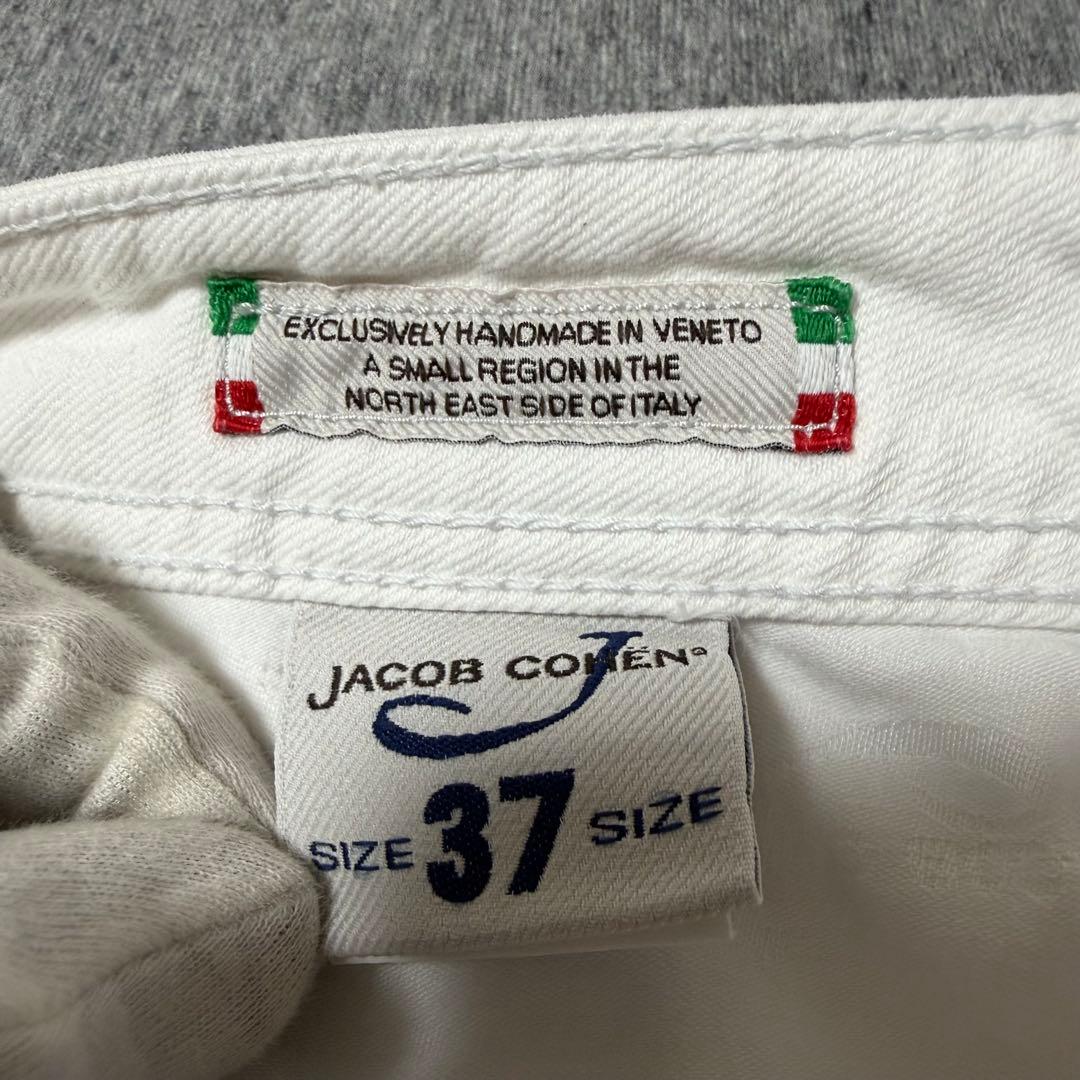 EXCLUSIVELY HANDMADE IN VENETO
A SMALL REGION IN THE
NORTH EAST SIDE OF ITALY
JACOB COHËN
SIZE 37 SIZE